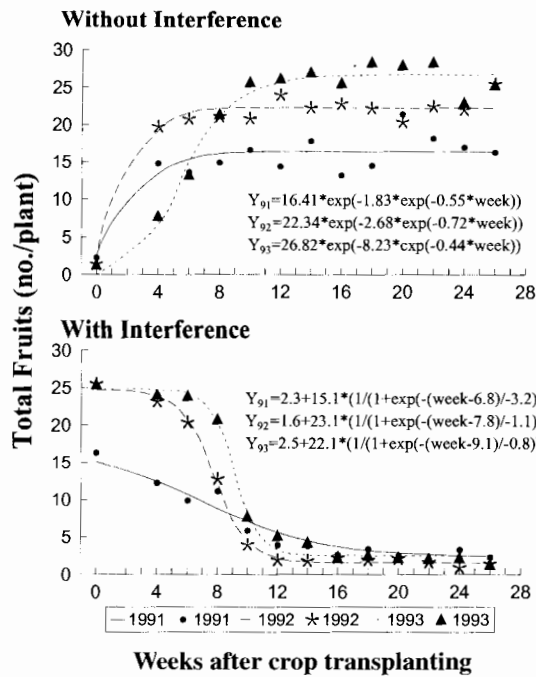 Without Interference
30
25
20
15
10
5
0
Y91=16.41*exp(-1.83*exp(-0.55*week))
Y92=22.34*exp(-2.68*exp(-0.72*week))
Y93=26.82*exp(-8.23*cxp(-0.44*week))
0 4 8 12 16 20 24 28
Total Fruits (no./plant)
With Interference
30
25
20
15
10
5
0
Y91=2.3+15.1*(1/(1+exp(-(week-6.8)/-3.2)
Y92=1.6+23.1*(1/(1+exp(-(week-7.8)/-1.1)
Y93=2.5+22.1*(1/(1+exp(-(week-9.1)/-0.8)
0 4 8 12 16 20 24 28
1991 1991 1992 1992 1993 1993
Weeks after crop transplanting